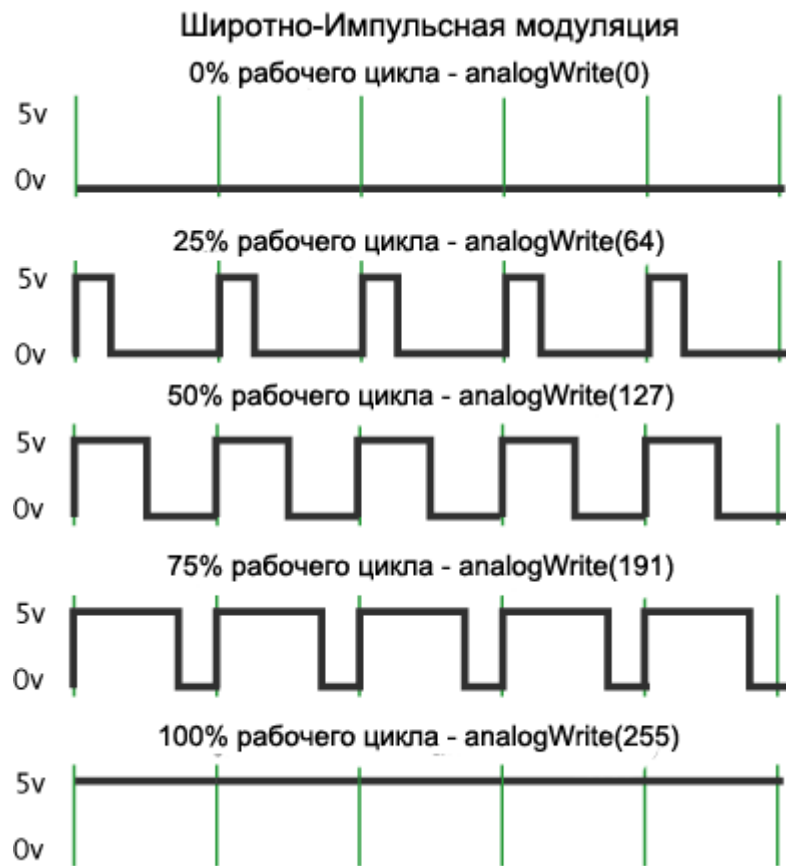 Широтно-Импульсная модуляция
0% рабочего цикла - analogWrite(0)
5v
0v
25% рабочего цикла - analogWrite(64)
5v
0v
50% рабочего цикла - analogWrite(127)
5v
0v
75% рабочего цикла - analogWrite(191)
5v
0v
100% рабочего цикла - analogWrite(255)
5v
0v